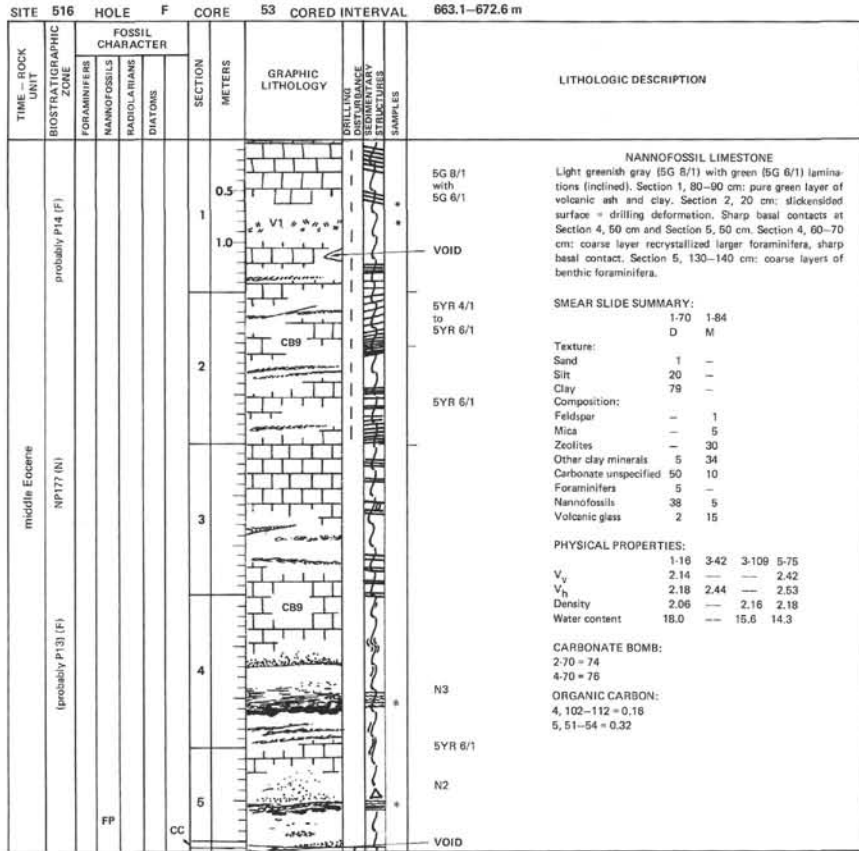 SITE 516 HOLE F CORE 53 CORED INTERVAL 663.1–672.6 m
TIME – ROCK UNIT
BIOSTRATIGRAPHIC ZONE
FOSSIL CHARACTER
FORAMINIFERS
NANNOFOSSILS
RADIOLARIANS
DIATOMS
SECTION
METERS
GRAPHIC LITHOLOGY
DRILLING DISTURBANCE
SEDIMENTARY STRUCTURES
SAMPLES
LITHOLOGIC DESCRIPTION
middle Eocene
probably P14 (F)
NP17? (N)
(probably P13) (F)
FP
1
0.5
1.0
2
3
4
5
CC
V1
CB9
CB9
*
*
*
*
5G 8/1
with
5G 6/1
VOID
5YR 4/1
to
5YR 6/1
5YR 6/1
N3
5YR 6/1
N2
VOID
NANNOFOSSIL LIMESTONE
Light greenish gray (5G 8/1) with green (5G 6/1) lamina-
tions (inclined). Section 1, 80–90 cm: pure green layer of
volcanic ash and clay. Section 2, 20 cm: slickensided
surface = drilling deformation. Sharp basal contacts at
Section 4, 50 cm and Section 5, 50 cm. Section 4, 60–70
cm: coarse layer recrystallized larger foraminifera, sharp
basal contact. Section 5, 130–140 cm: coarse layers of
benthic foraminifera.
SMEAR SLIDE SUMMARY:
1-70 1-84
D M
Texture:
Sand 1 –
Silt 20 –
Clay 79 –
Composition:
Feldspar – 1
Mica – 5
Zeolites – 30
Other clay minerals 5 34
Carbonate unspecified 50 10
Foraminifers 5 –
Nannofossils 38 5
Volcanic glass 2 15
PHYSICAL PROPERTIES:
1-16 3-42 3-109 5-75
Vv 2.14 — — 2.42
Vh 2.18 2.44 — 2.53
Density 2.06 — 2.16 2.18
Water content 18.0 — 15.6 14.3
CARBONATE BOMB:
2-70 = 74
4-70 = 76
ORGANIC CARBON:
4, 102–112 = 0.16
5, 51–54 = 0.32